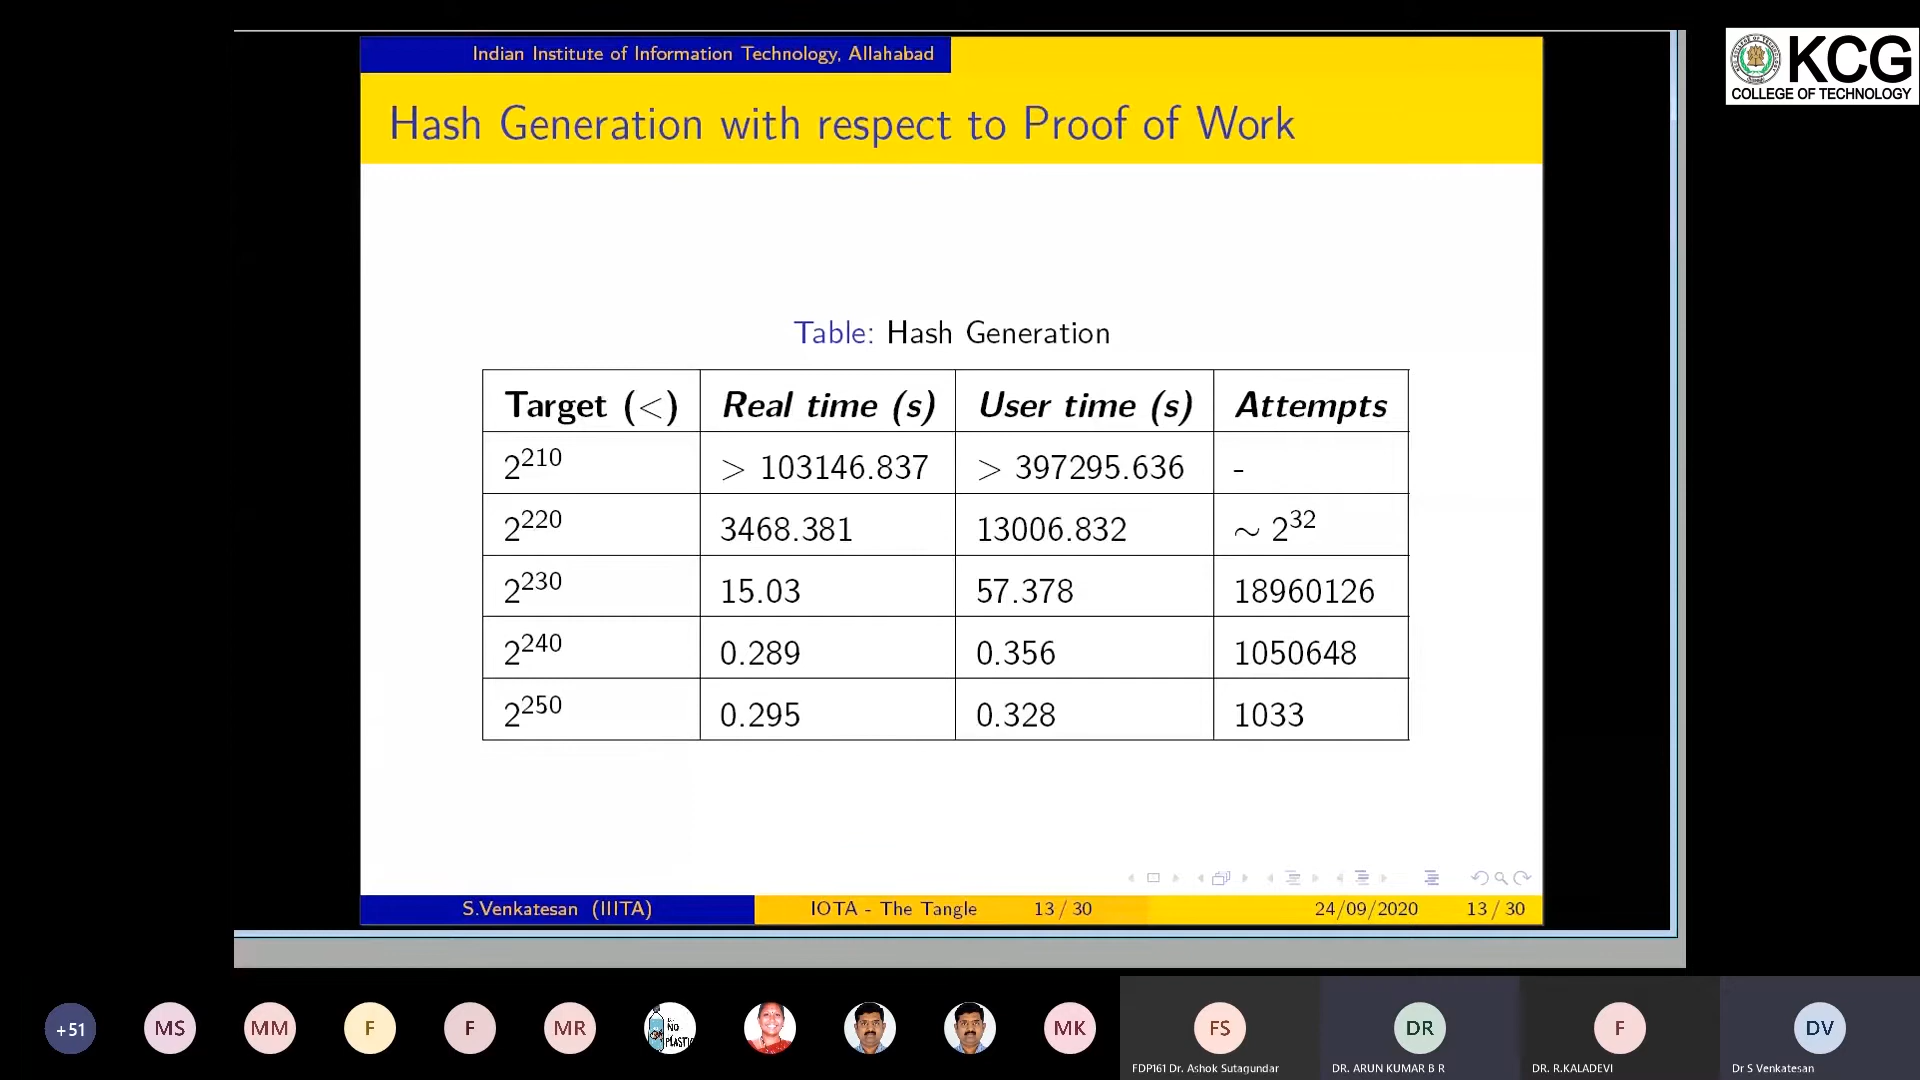 Indian Institute of Information Technology, Allahabad
KCG
COLLEGE OF TECHNOLOGY
Hash Generation with respect to Proof of Work
Table: Hash Generation
Target (<) Real time (s) User time (s) Attempts
2^210 > 103146.837 > 397295.636 -
2^220 3468.381 13006.832 ∼ 2^32
2^230 15.03 57.378 18960126
2^240 0.289 0.356 1050648
2^250 0.295 0.328 1033
S.Venkatesan (IIITA) IOTA - The Tangle 13 / 30 24/09/2020 13 / 30
+51 MS MM F F MR NO PLASTIC MK FS DR F DV
FDP161 Dr. Ashok Sutagundar DR. ARUN KUMAR B R DR. R.KALADEVI Dr S Venkatesan